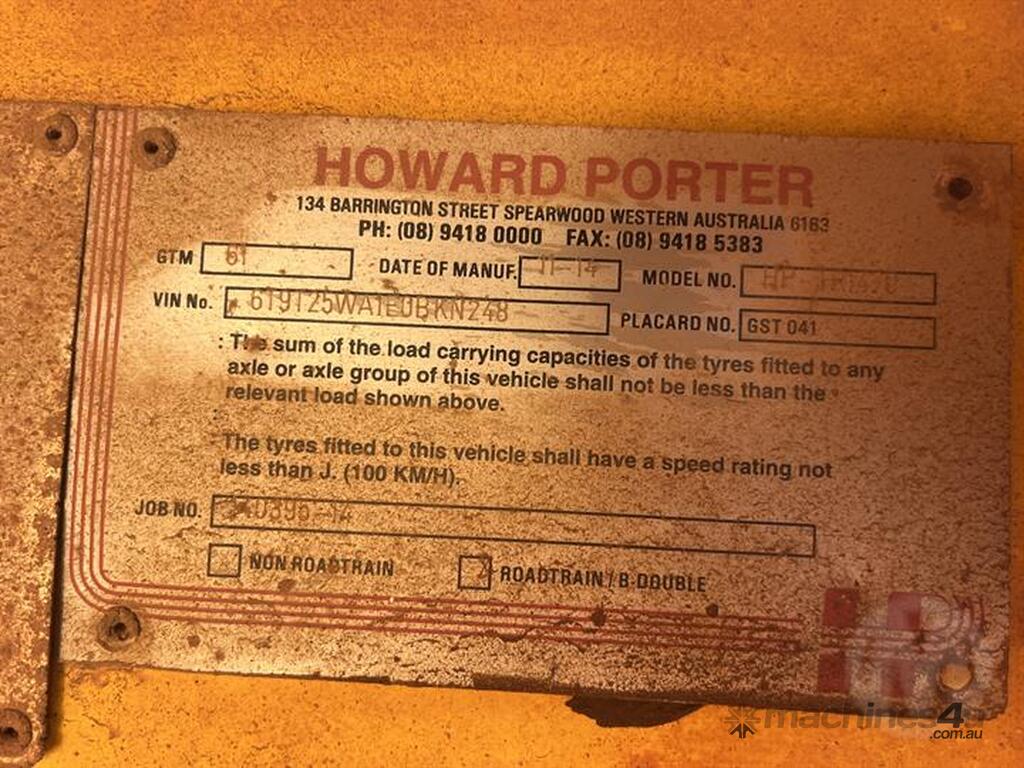 HOWARD PORTER
134 BARRINGTON STREET SPEARWOOD WESTERN AUSTRALIA 6163
PH: (08) 9418 0000 FAX: (08) 9418 5383
GTM 61 DATE OF MANUF. 11-14 MODEL NO. HP
VIN No. 6T9T25WA1E0BKN248 PLACARD NO. GST 041
: The sum of the load carrying capacities of the tyres fitted to any
axle or axle group of this vehicle shall not be less than the
relevant load shown above.
The tyres fitted to this vehicle shall have a speed rating not
less than J. (100 KM/H).
JOB NO.
NON ROADTRAIN X ROADTRAIN / B-DOUBLE
HP
machines4u
.com.au